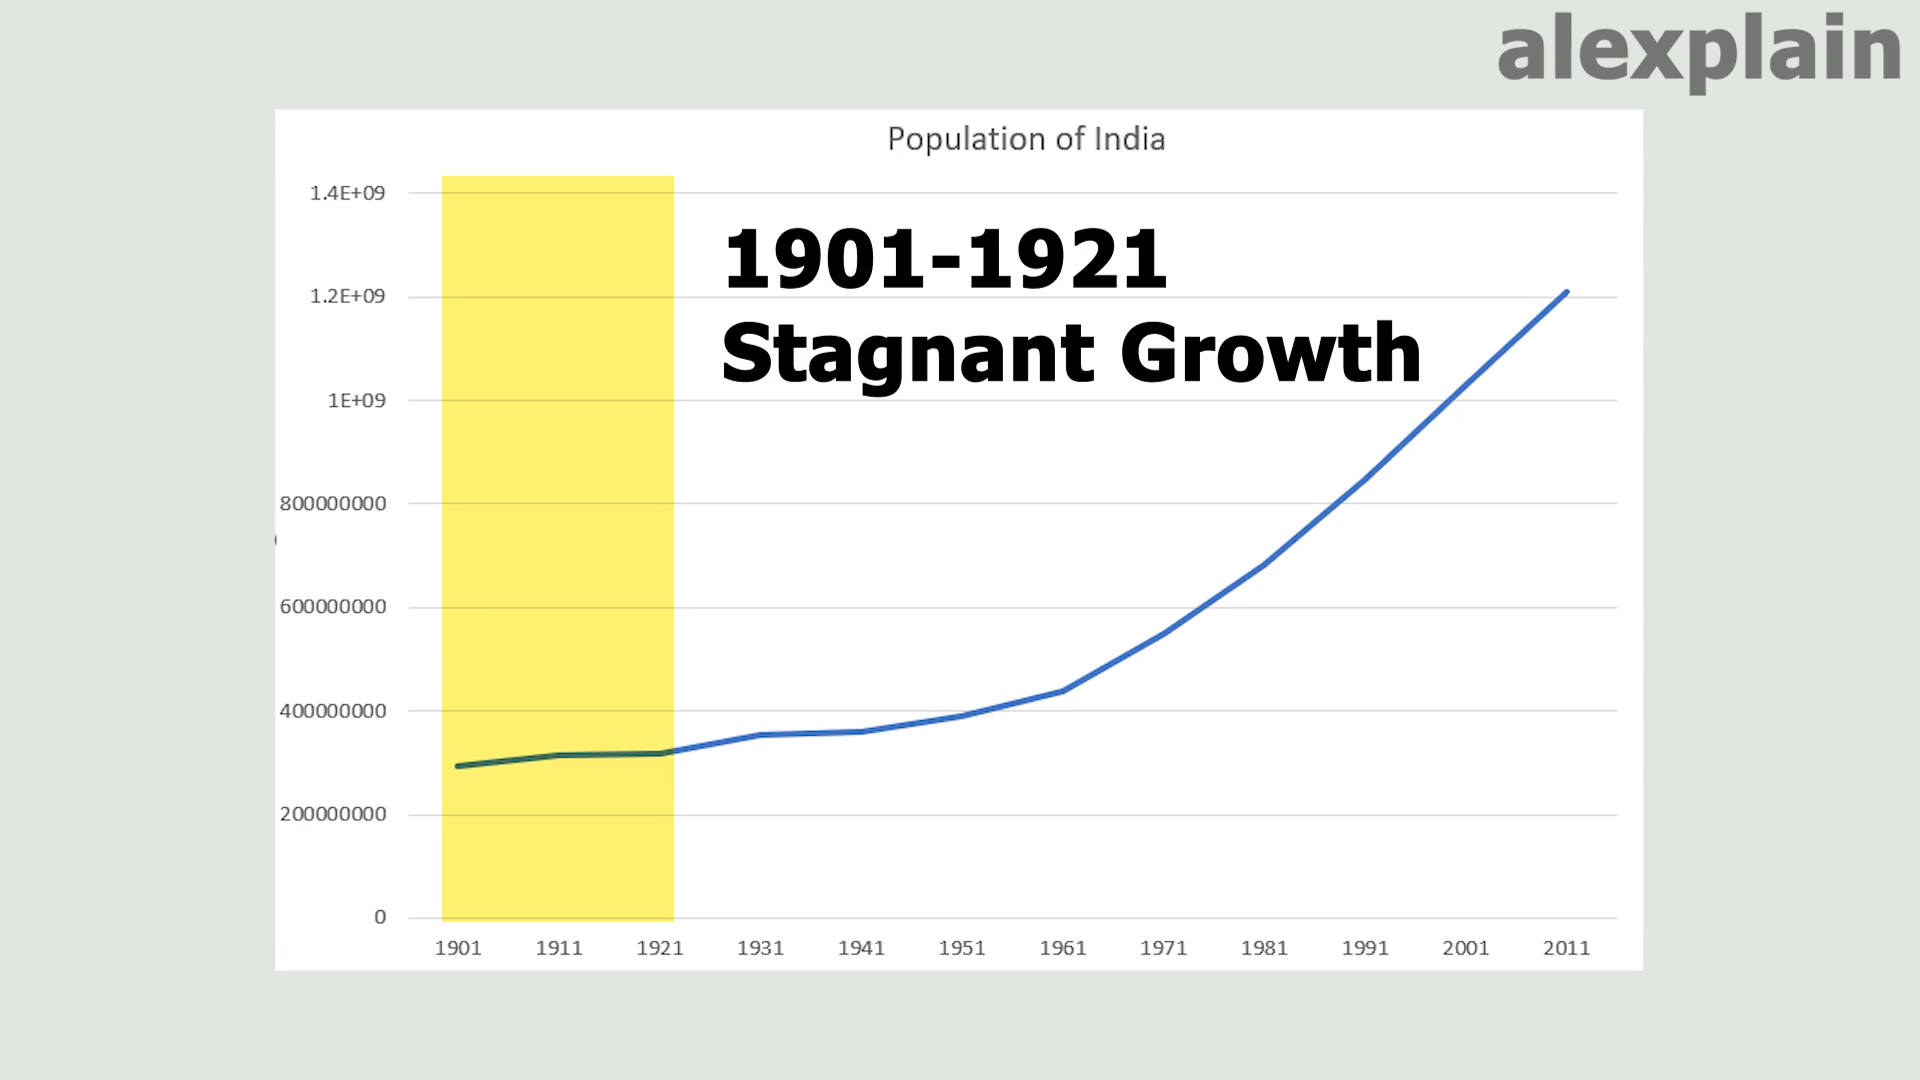 alexplain
Population of India
1.4E+09
1901-1921
1.2E+09
Stagnant Growth
1E+09
800000000
600000000
400000000
200000000
0
1901 1911 1921 1931 1941 1951 1961 1971 1981 1991 2001 2011